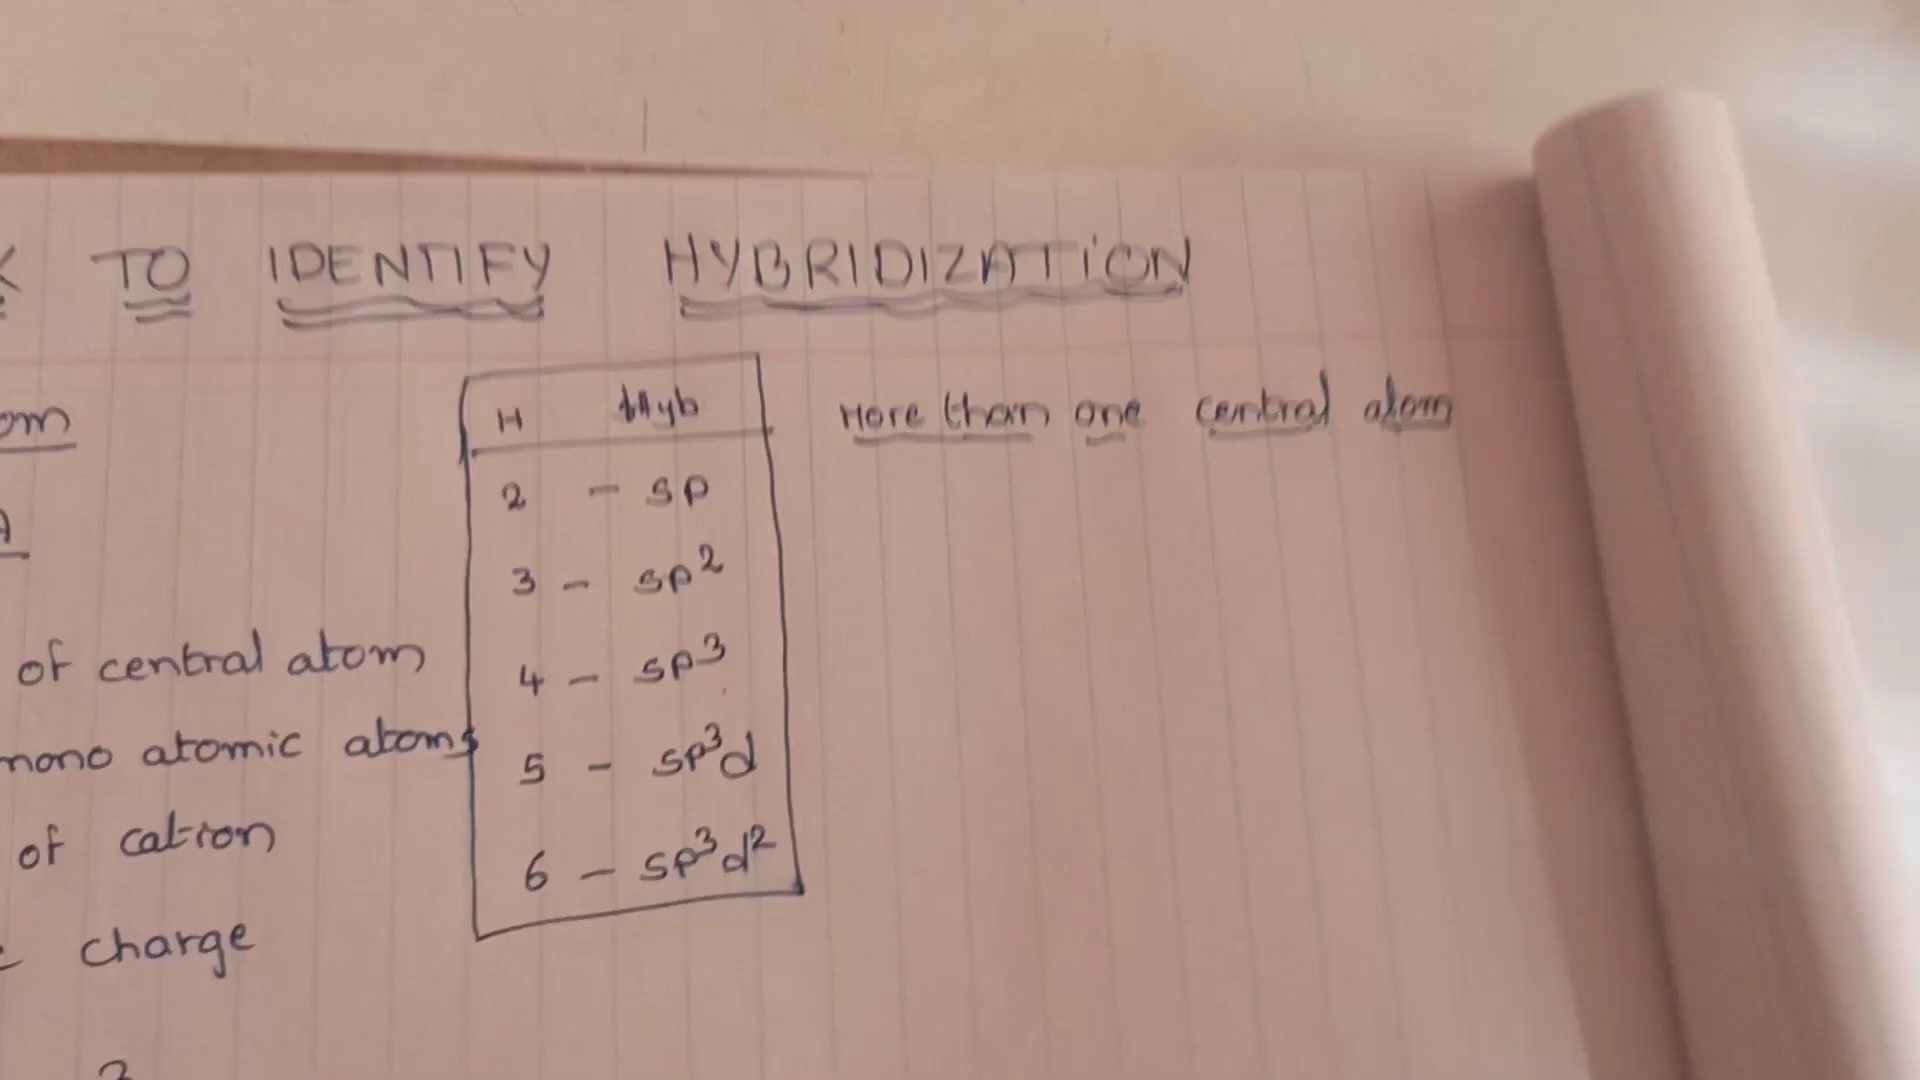 TO IDENTIFY HYBRIDIZATION
H Hyb
More than one central atom
2 - sp
3 - sp²
of central atom
4 - sp³
mono atomic atoms
5 - sp³d
of cation
6 - sp³d²
charge